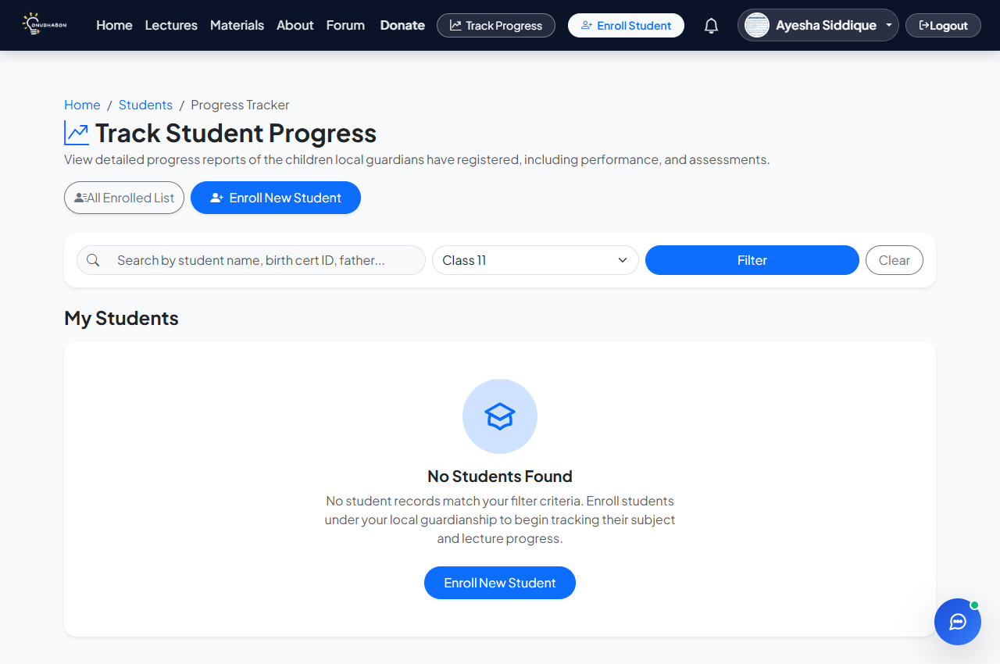 ONUDHABON
Home Lectures Materials About Forum Donate Track Progress Enroll Student Ayesha Siddique Logout
Home / Students / Progress Tracker
Track Student Progress
View detailed progress reports of the children local guardians have registered, including performance, and assessments.
All Enrolled List Enroll New Student
Search by student name, birth cert ID, father... Class 11 Filter Clear
My Students
No Students Found
No student records match your filter criteria. Enroll students
under your local guardianship to begin tracking their subject
and lecture progress.
Enroll New Student